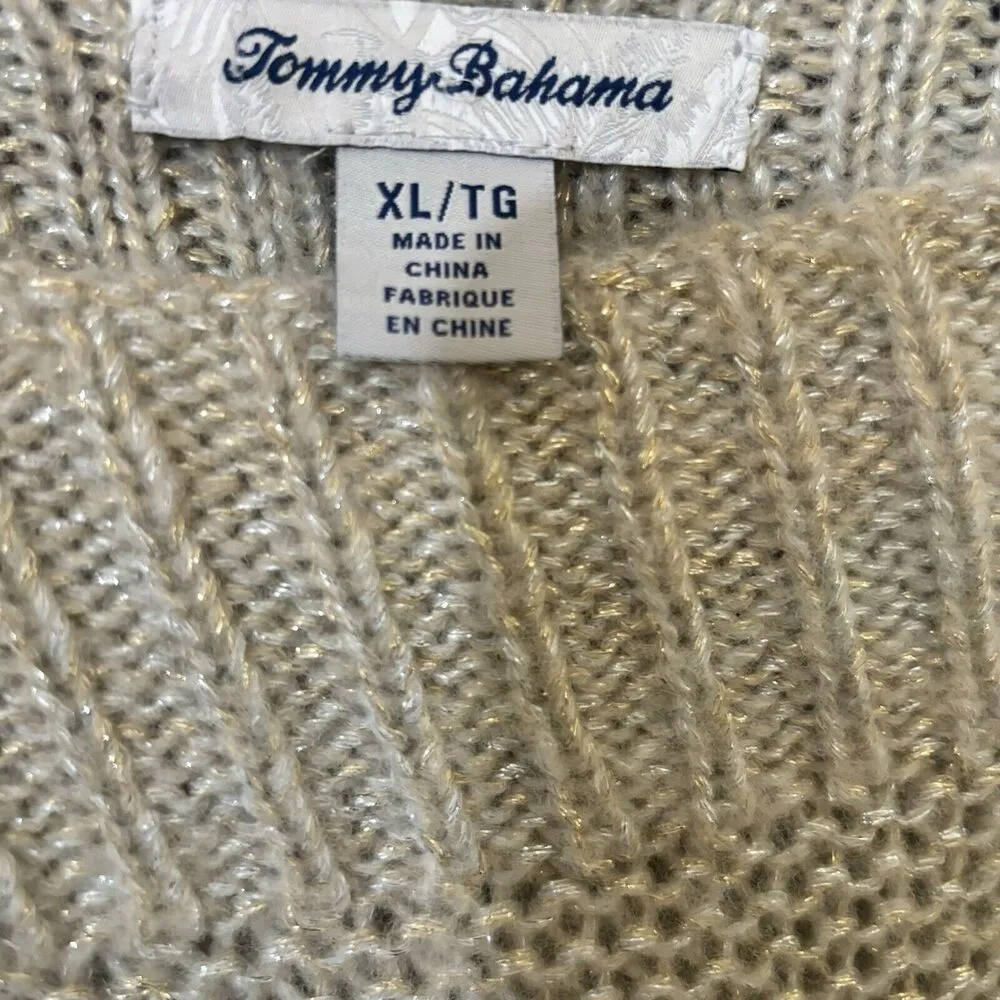 Tommy Bahama
XL/TG
MADE IN
CHINA
FABRIQUE
EN CHINE